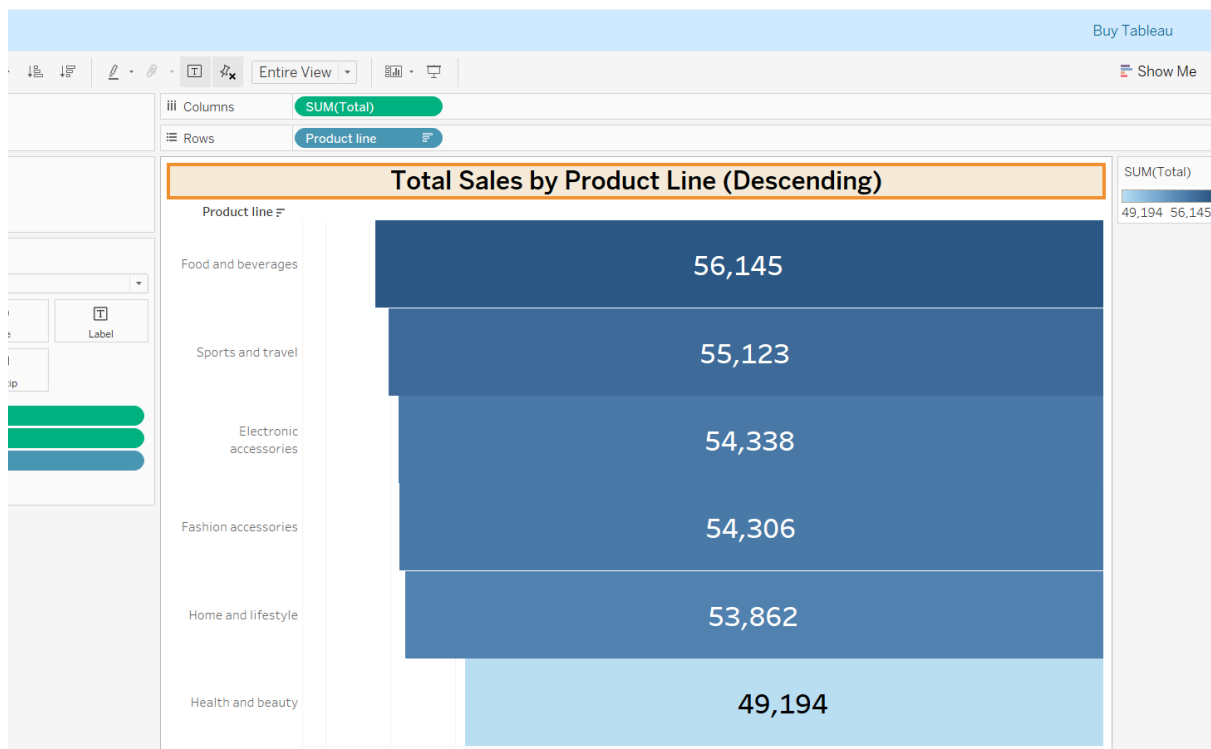 Buy Tableau
Entire View
Show Me
Columns
SUM(Total)
Rows
Product line
Total Sales by Product Line (Descending)
SUM(Total)
49,194 56,145
Product line
Food and beverages
56,145
Sports and travel
55,123
Electronic
accessories
54,338
Fashion accessories
54,306
Home and lifestyle
53,862
Health and beauty
49,194
T
Label